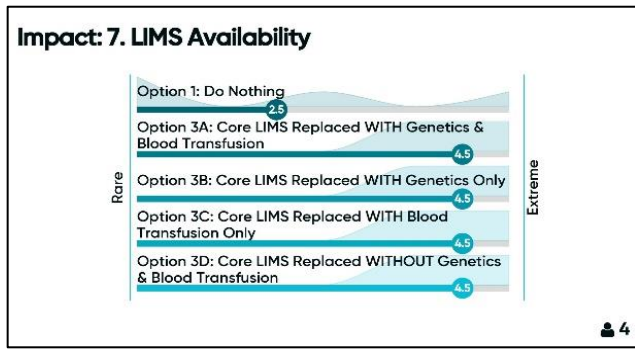 Impact: 7. LIMS Availability
Option 1: Do Nothing
2.5
Option 3A: Core LIMS Replaced WITH Genetics &
Blood Transfusion
4.5
Option 3B: Core LIMS Replaced WITH Genetics Only
4.5
Option 3C: Core LIMS Replaced WITH Blood
Transfusion Only
4.5
Option 3D: Core LIMS Replaced WITHOUT Genetics
& Blood Transfusion
4.5
Rare
Extreme
4